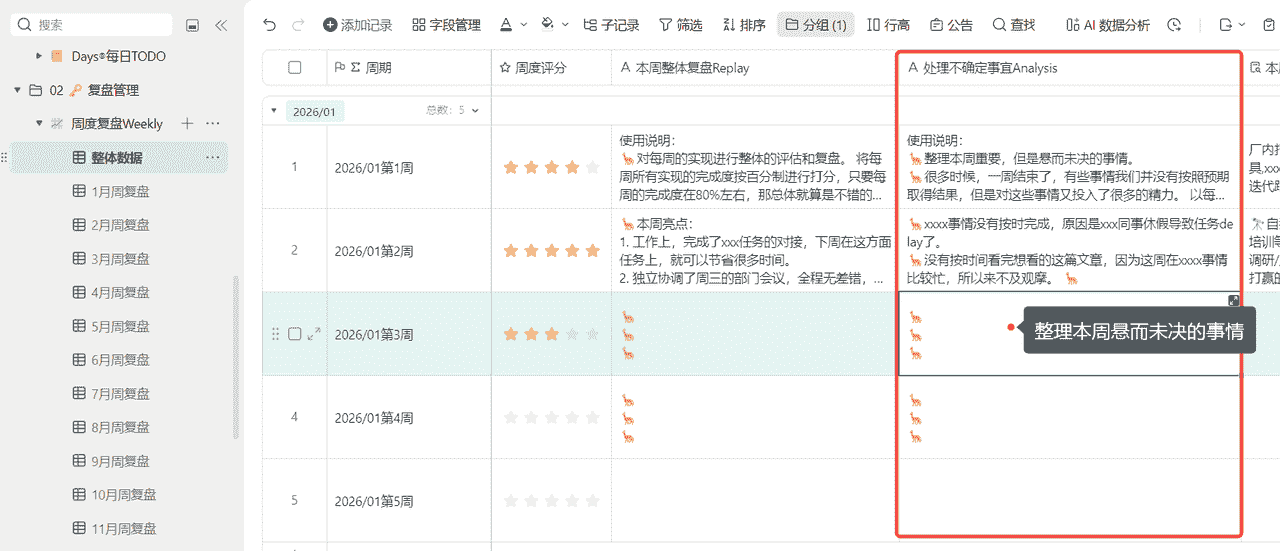 搜索
Days®每日TODO
02 复盘管理
周度复盘Weekly
整体数据
1月周复盘
2月周复盘
3月周复盘
4月周复盘
5月周复盘
6月周复盘
7月周复盘
8月周复盘
9月周复盘
10月周复盘
11月周复盘
添加记录 字段管理 子记录 筛选 排序 分组 (1) 行高 公告 查找 AI 数据分析
周期 周度评分 A 本周整体复盘Replay A 处理不确定事宜Analysis
2026/01 总数: 5
1 2026/01第1周
使用说明：
对每周的实现进行整体的评估和复盘。 将每
周所有实现的完成度按百分制进行打分，只要每
周的完成度在80%左右，那总体就算是不错的...
使用说明：
整理本周重要，但是悬而未决的事情。
很多时候，一周结束了，有些事情我们并没有按照预期
取得结果，但是对这些事情又投入了很多的精力。 以每...
厂内
具,xx
迭代
2 2026/01第2周
本周亮点：
1. 工作上，完成了xxx任务的对接，下周在这方面
任务上，就可以节省很多时间。
2. 独立协调了周三的部门会议，全程无差错，...
xxxx事情没有按时完成，原因是xxx同事休假导致任务de
lay了。
没有按时间看完想看的这篇文章，因为这周在xxxx事情
比较忙，所以来不及观摩。
自
培训
调研/
打赢的
3 2026/01第3周
整理本周悬而未决的事情
4 2026/01第4周
5 2026/01第5周